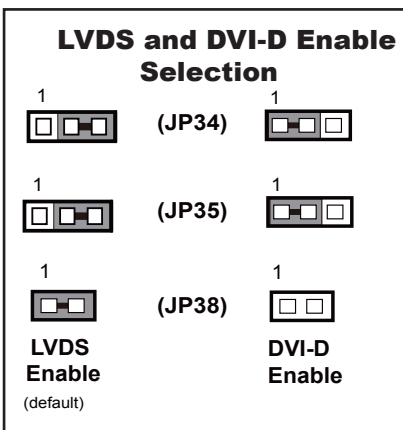 LVDS and DVI-D Enable
Selection
1 1
(JP34)
1 1
(JP35)
1 1
(JP38)
LVDS
Enable
(default)
DVI-D
Enable